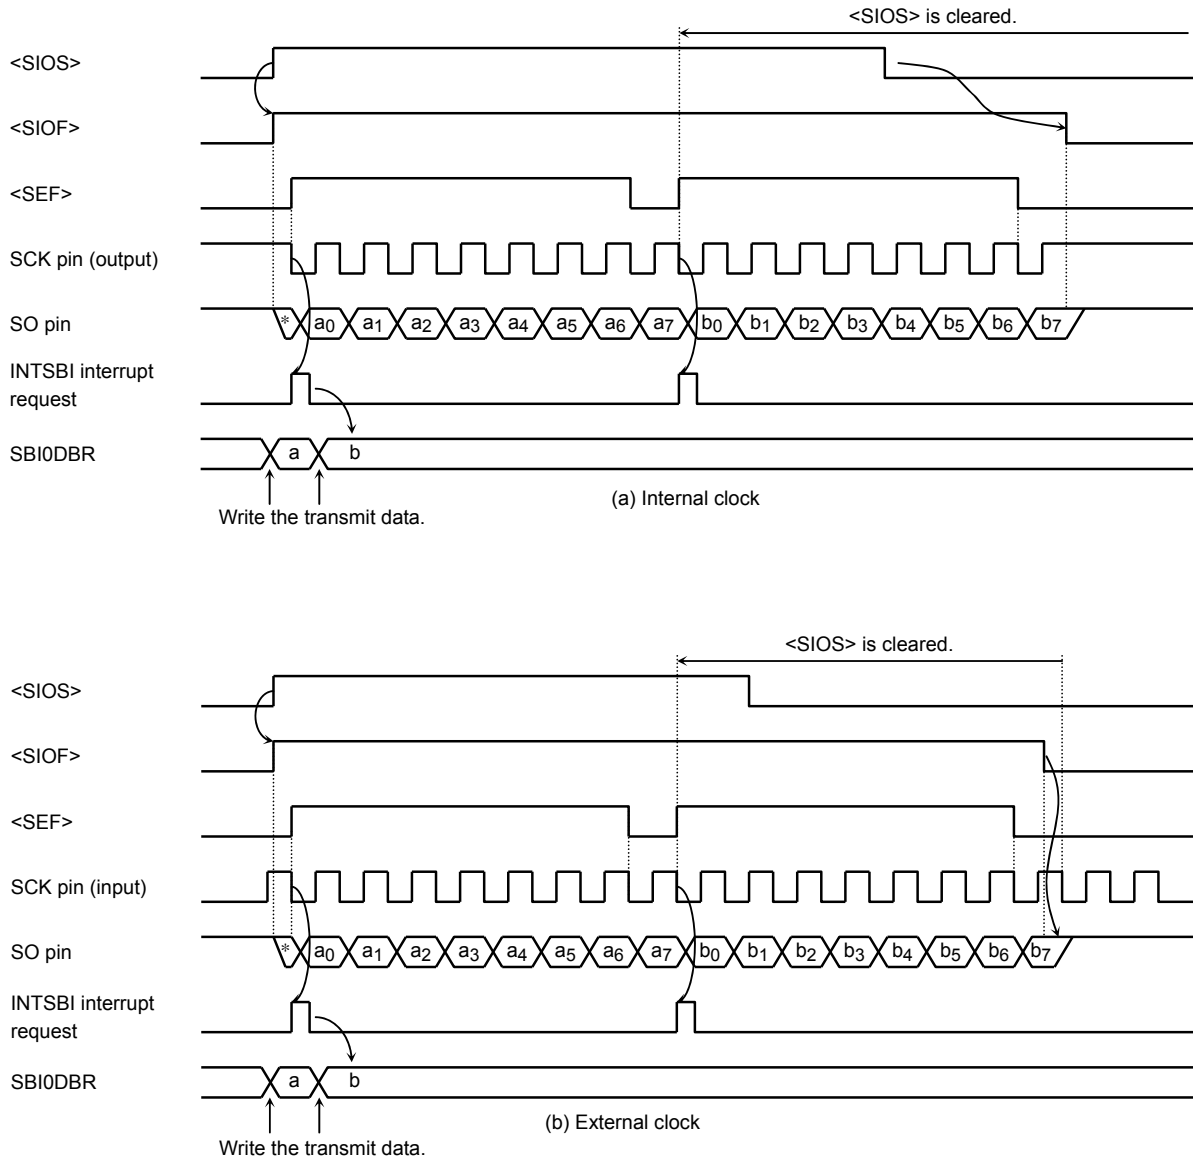 <SIOS> is cleared.
<SIOS>
<SIOF>
<SEF>
SCK pin (output)
SO pin
* a0 a1 a2 a3 a4 a5 a6 a7 b0 b1 b2 b3 b4 b5 b6 b7
INTSBI interrupt
request
SBI0DBR
a b
(a) Internal clock
Write the transmit data.
<SIOS> is cleared.
<SIOS>
<SIOF>
<SEF>
SCK pin (input)
SO pin
* a0 a1 a2 a3 a4 a5 a6 a7 b0 b1 b2 b3 b4 b5 b6 b7
INTSBI interrupt
request
SBI0DBR
a b
(b) External clock
Write the transmit data.